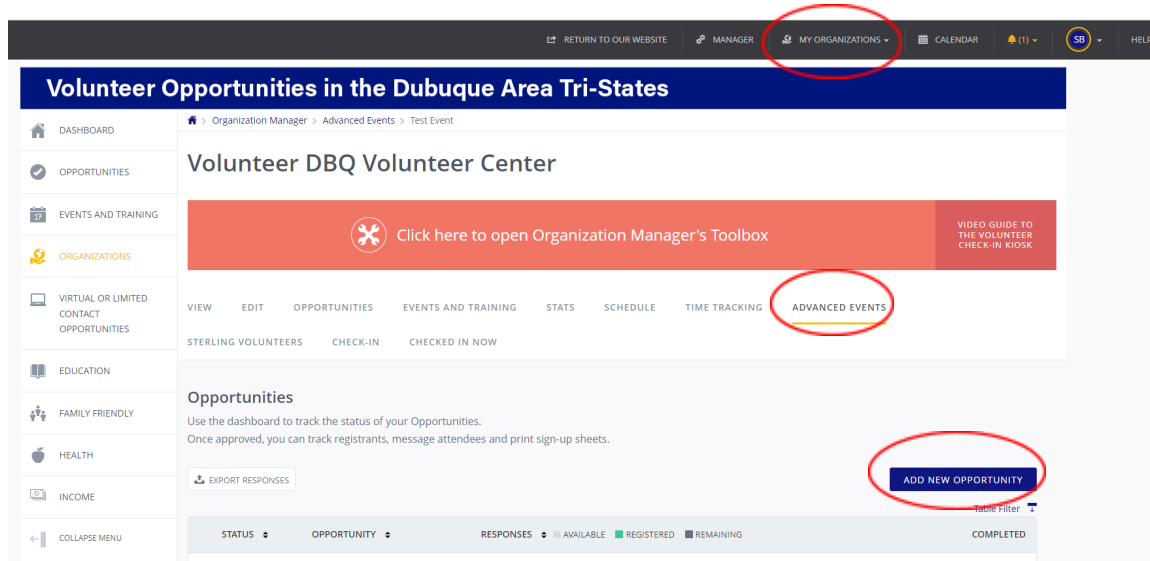 RETURN TO OUR WEBSITE MANAGER MY ORGANIZATIONS CALENDAR (1) SB HELP
Volunteer Opportunities in the Dubuque Area Tri-States
DASHBOARD
OPPORTUNITIES
17 EVENTS AND TRAINING
ORGANIZATIONS
VIRTUAL OR LIMITED
CONTACT
OPPORTUNITIES
EDUCATION
FAMILY FRIENDLY
HEALTH
INCOME
COLLAPSE MENU
> Organization Manager > Advanced Events > Test Event
Volunteer DBQ Volunteer Center
Click here to open Organization Manager's Toolbox
VIDEO GUIDE TO
THE VOLUNTEER
CHECK-IN KIOSK
VIEW EDIT OPPORTUNITIES EVENTS AND TRAINING STATS SCHEDULE TIME TRACKING ADVANCED EVENTS
STERLING VOLUNTEERS CHECK-IN CHECKED IN NOW
Opportunities
Use the dashboard to track the status of your Opportunities.
Once approved, you can track registrants, message attendees and print sign-up sheets.
EXPORT RESPONSES
ADD NEW OPPORTUNITY
Table Filter
STATUS OPPORTUNITY RESPONSES AVAILABLE REGISTERED REMAINING COMPLETED